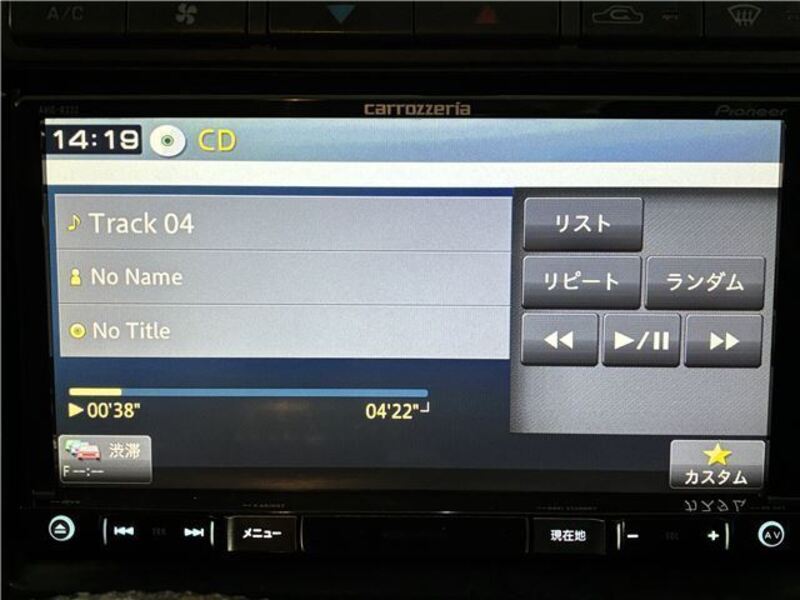 A/C
carrozzeria
Pioneer
14:19 CD
Track 04
No Name
No Title
リスト
リピート ランダム
▶/II
▶00'38" 04'22"
渋滞
F--:--
カスタム
メニュー 現在地 - + AV